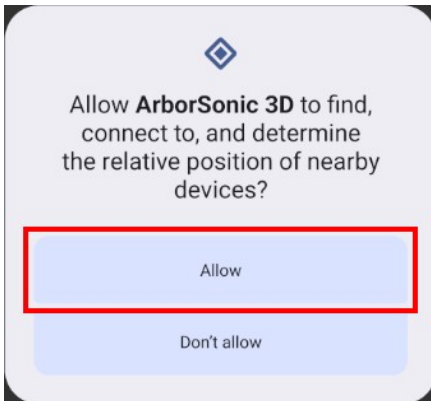 Allow ArborSonic 3D to find,
connect to, and determine
the relative position of nearby
devices?
Allow
Don't allow